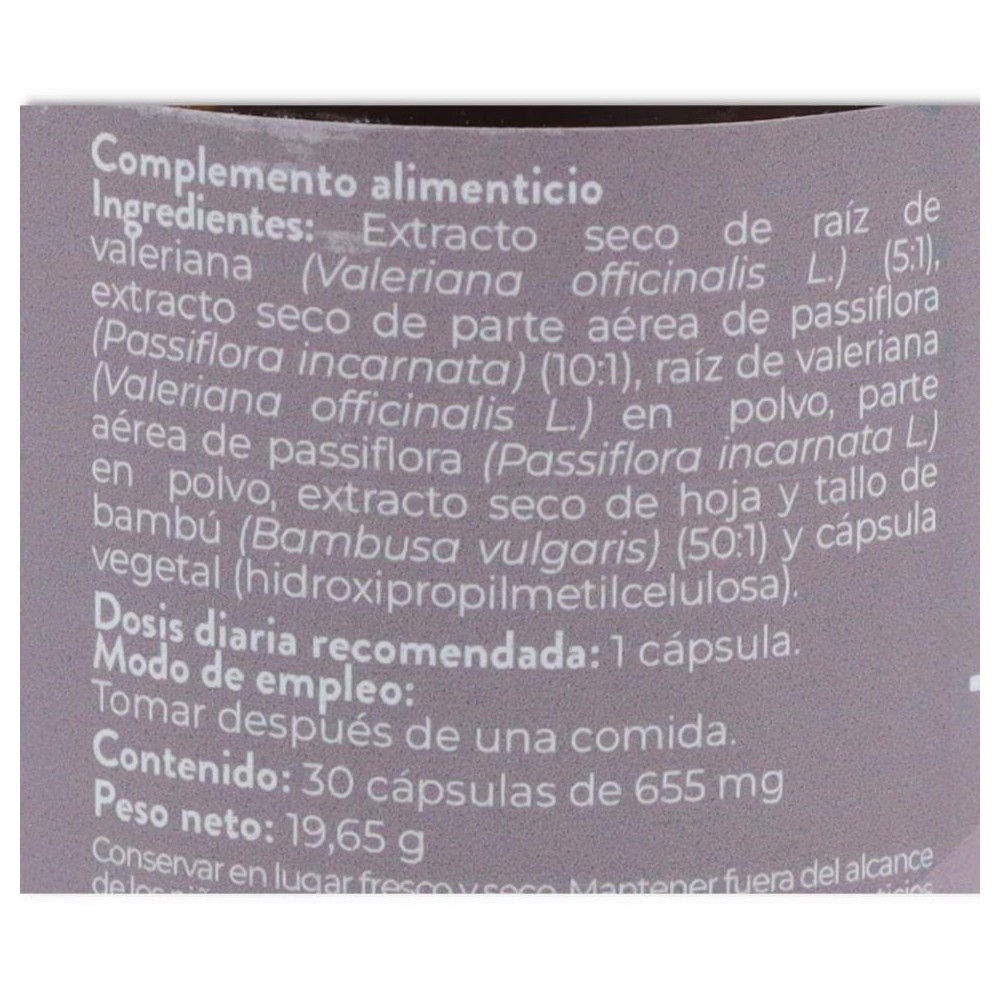 Complemento alimenticio
Ingredientes: Extracto seco de raíz de
valeriana (Valeriana officinalis L.) (5:1),
extracto seco de parte aérea de passiflora
(Passiflora incarnata) (10:1), raíz de valeriana
(Valeriana officinalis L.) en polvo, parte
aérea de passiflora (Passiflora incarnata L)
en polvo, extracto seco de hoja y tallo de
bambú (Bambusa vulgaris) (50:1) y cápsula
vegetal (hidroxipropilmetilcelulosa).
Dosis diaria recomendada: 1 cápsula.
Modo de empleo:
Tomar después de una comida.
Contenido: 30 cápsulas de 655 mg
Peso neto: 19,65 g
Conservar en lugar fresco y seco. Mantener fuera del alcance
de los